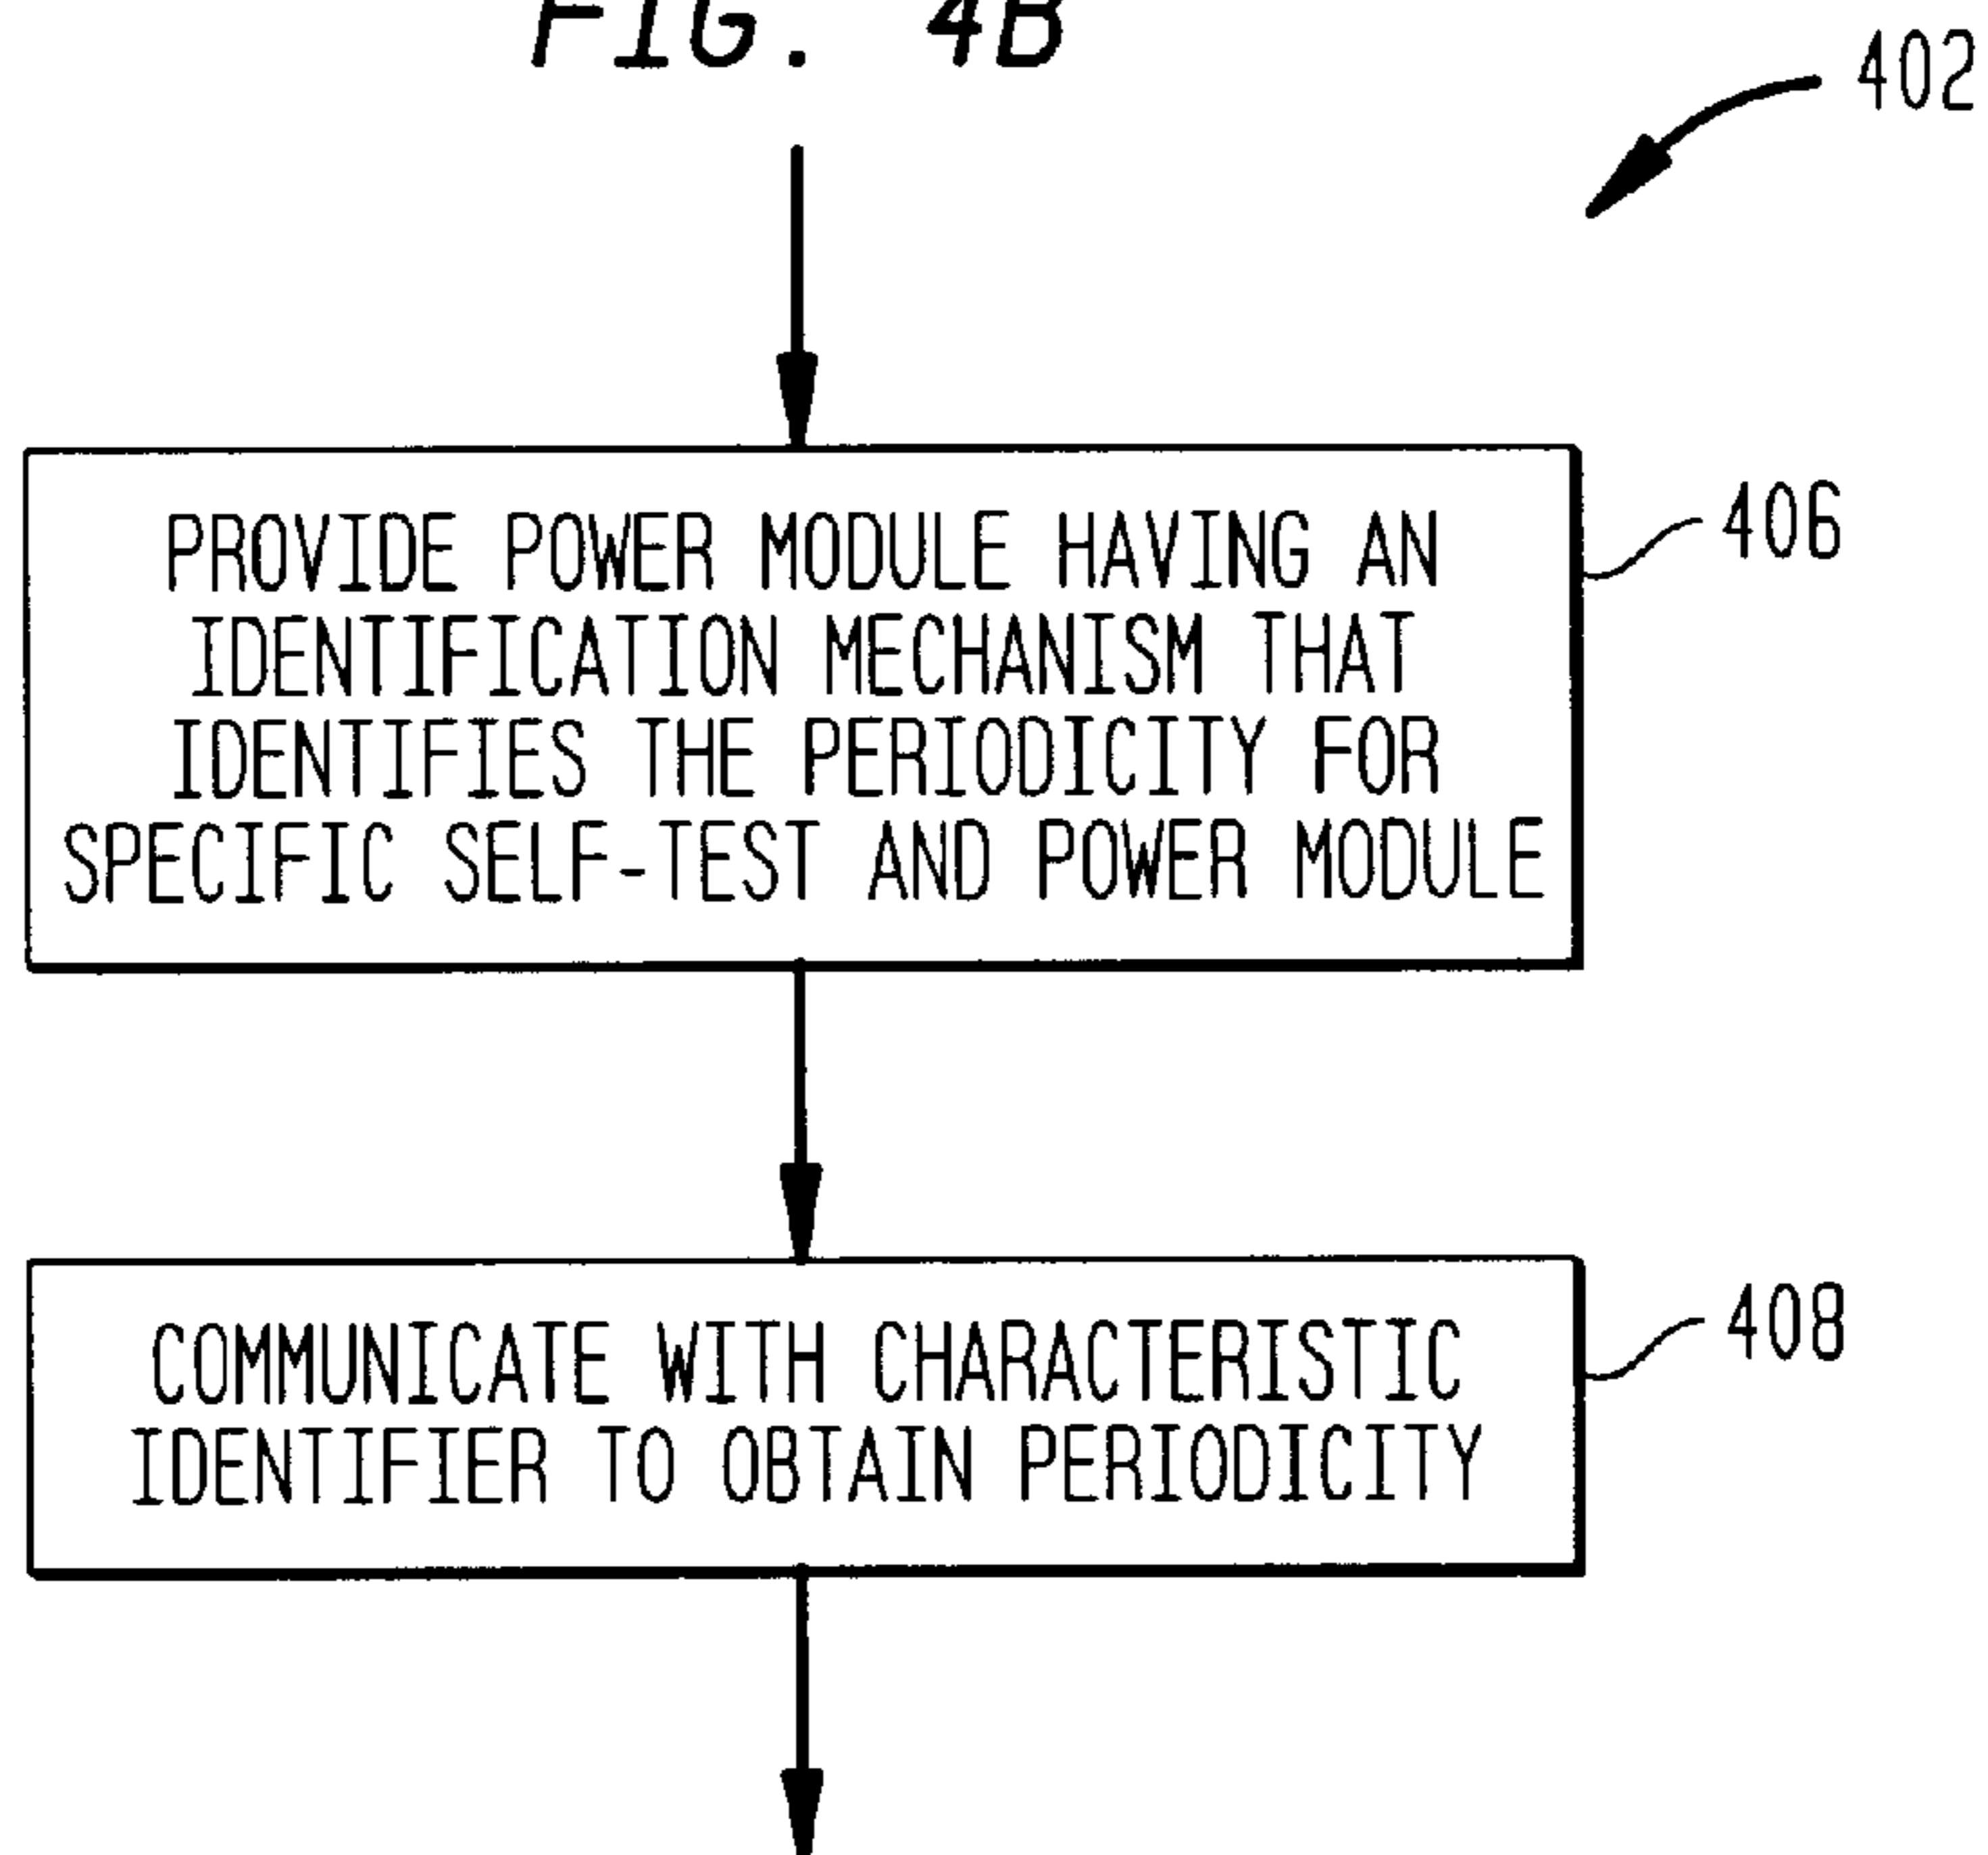 FIG. 4B
402
PROVIDE POWER MODULE HAVING AN
IDENTIFICATION MECHANISM THAT
IDENTIFIES THE PERIODICITY FOR
SPECIFIC SELF-TEST AND POWER MODULE
406
COMMUNICATE WITH CHARACTERISTIC
IDENTIFIER TO OBTAIN PERIODICITY
408